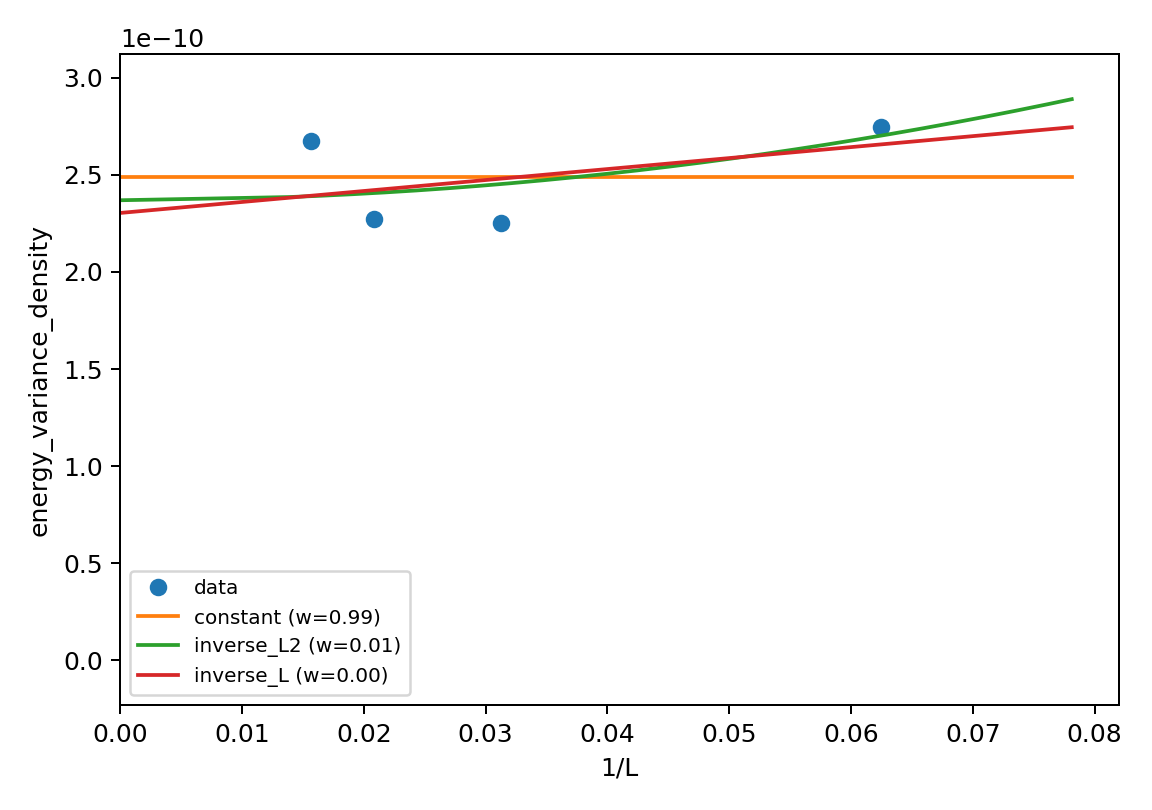 1e−10
3.0
2.5
2.0
1.5
1.0
0.5
0.0
energy_variance_density
data
constant (w=0.99)
inverse_L2 (w=0.01)
inverse_L (w=0.00)
0.00 0.01 0.02 0.03 0.04 0.05 0.06 0.07 0.08
1/L